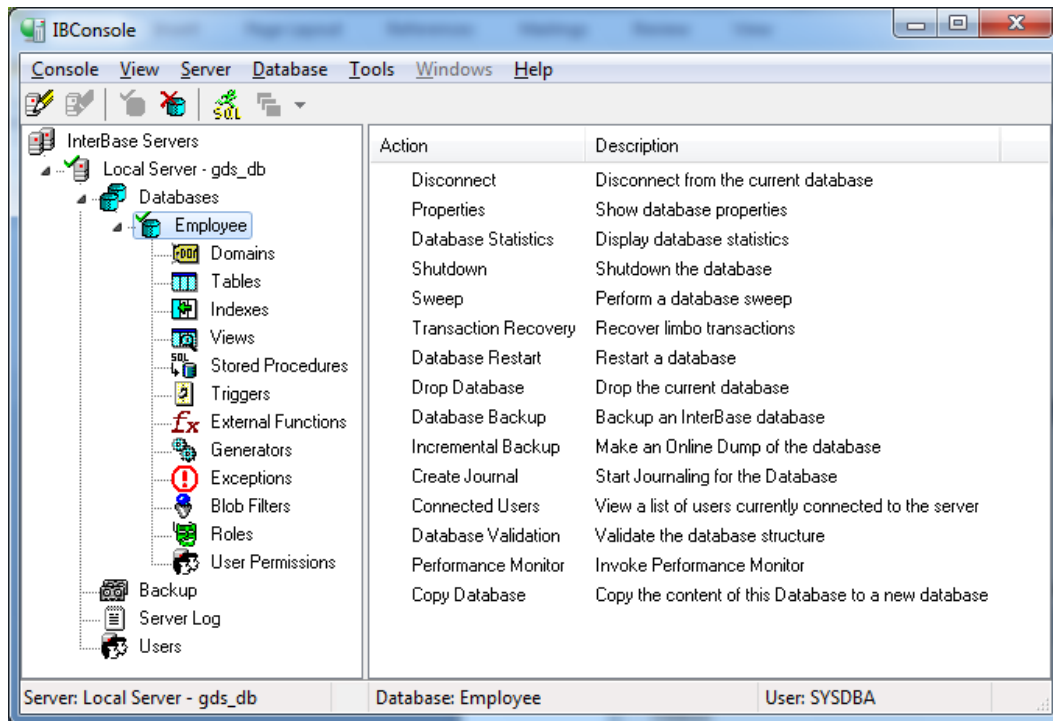 IBConsole
Console View Server Database Tools Windows Help
SQL
InterBase Servers
Local Server - gds_db
Databases
Employee
Domains
Tables
Indexes
Views
SQL
Stored Procedures
Triggers
fx External Functions
Generators
Exceptions
Blob Filters
Roles
User Permissions
Backup
Server Log
Users
Action Description
Disconnect Disconnect from the current database
Properties Show database properties
Database Statistics Display database statistics
Shutdown Shutdown the database
Sweep Perform a database sweep
Transaction Recovery Recover limbo transactions
Database Restart Restart a database
Drop Database Drop the current database
Database Backup Backup an InterBase database
Incremental Backup Make an Online Dump of the database
Create Journal Start Journaling for the Database
Connected Users View a list of users currently connected to the server
Database Validation Validate the database structure
Performance Monitor Invoke Performance Monitor
Copy Database Copy the content of this Database to a new database
Server: Local Server - gds_db Database: Employee User: SYSDBA